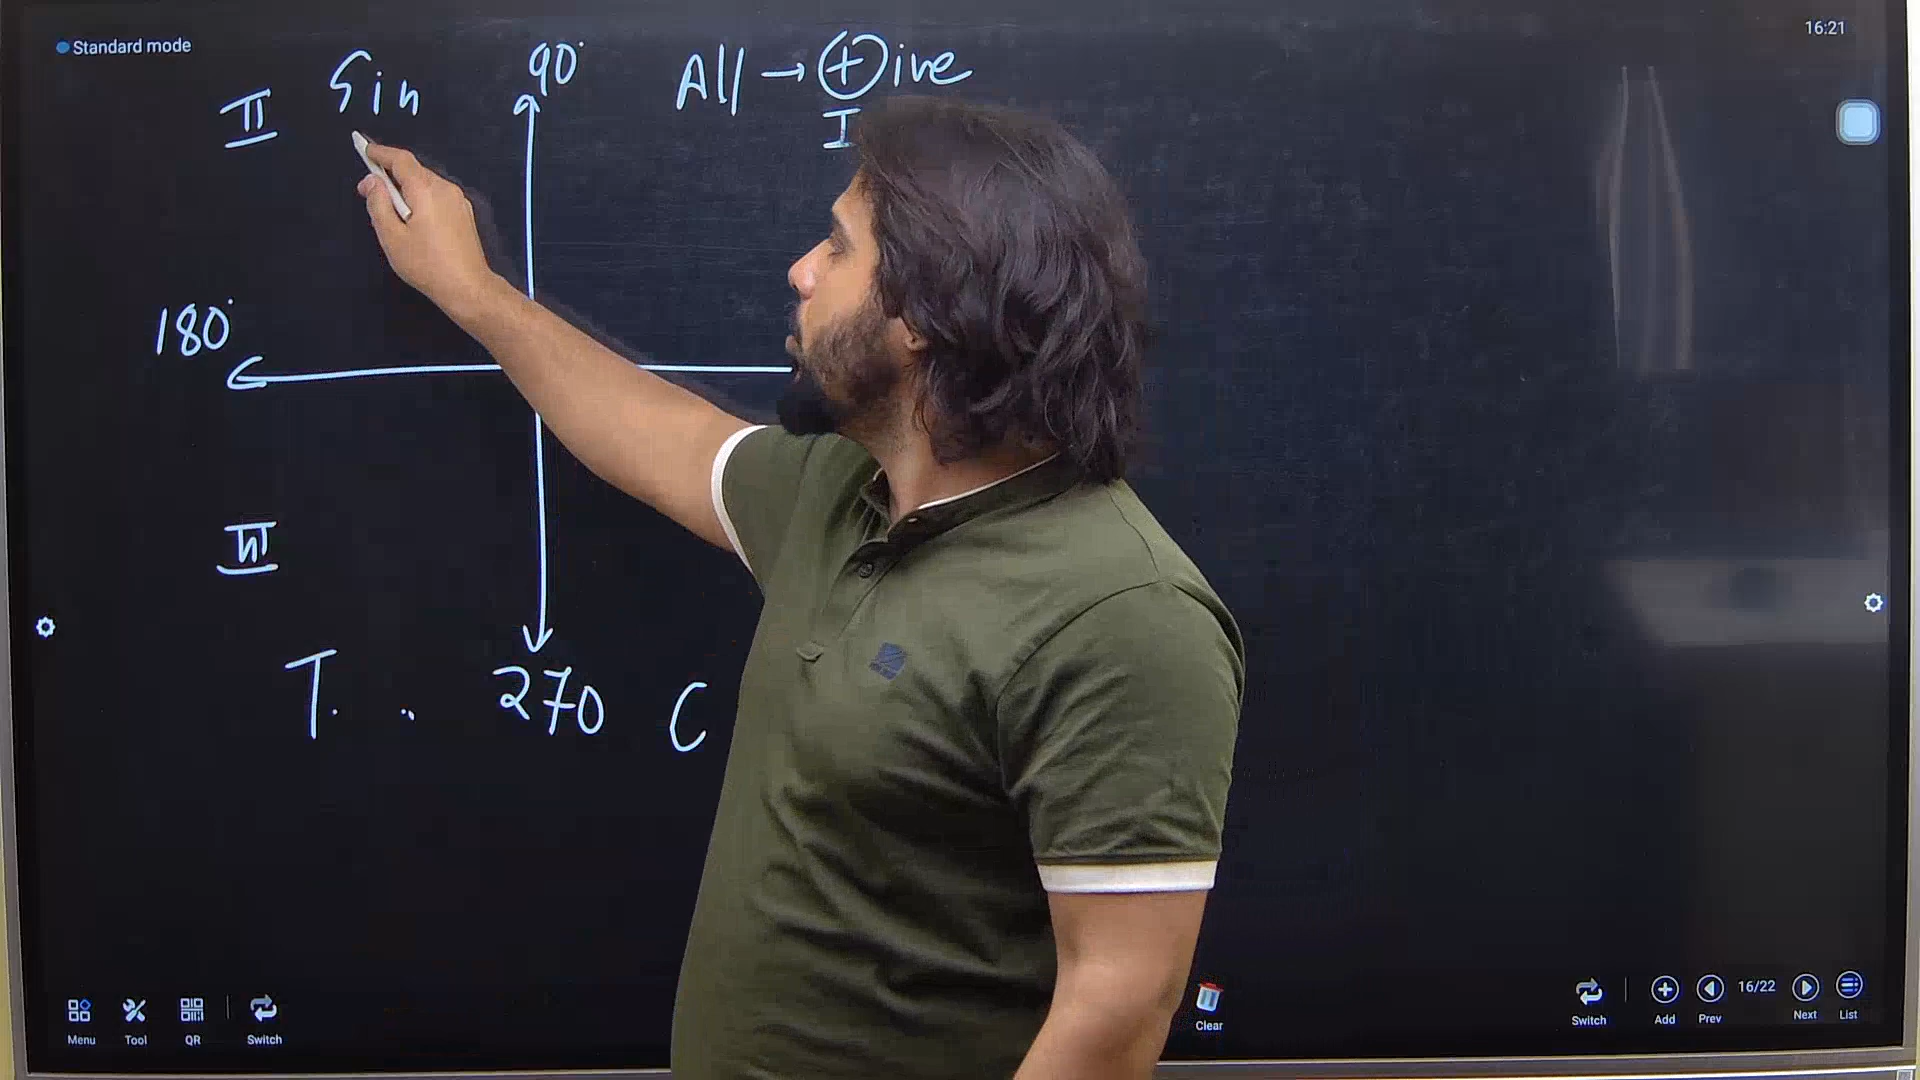 Standard mode
16:21
II Sin 90° All → + ive
I
180°
III
T. .. 270 C
Menu Tool QR Switch
Clear
Switch Add Prev 16/22 Next List